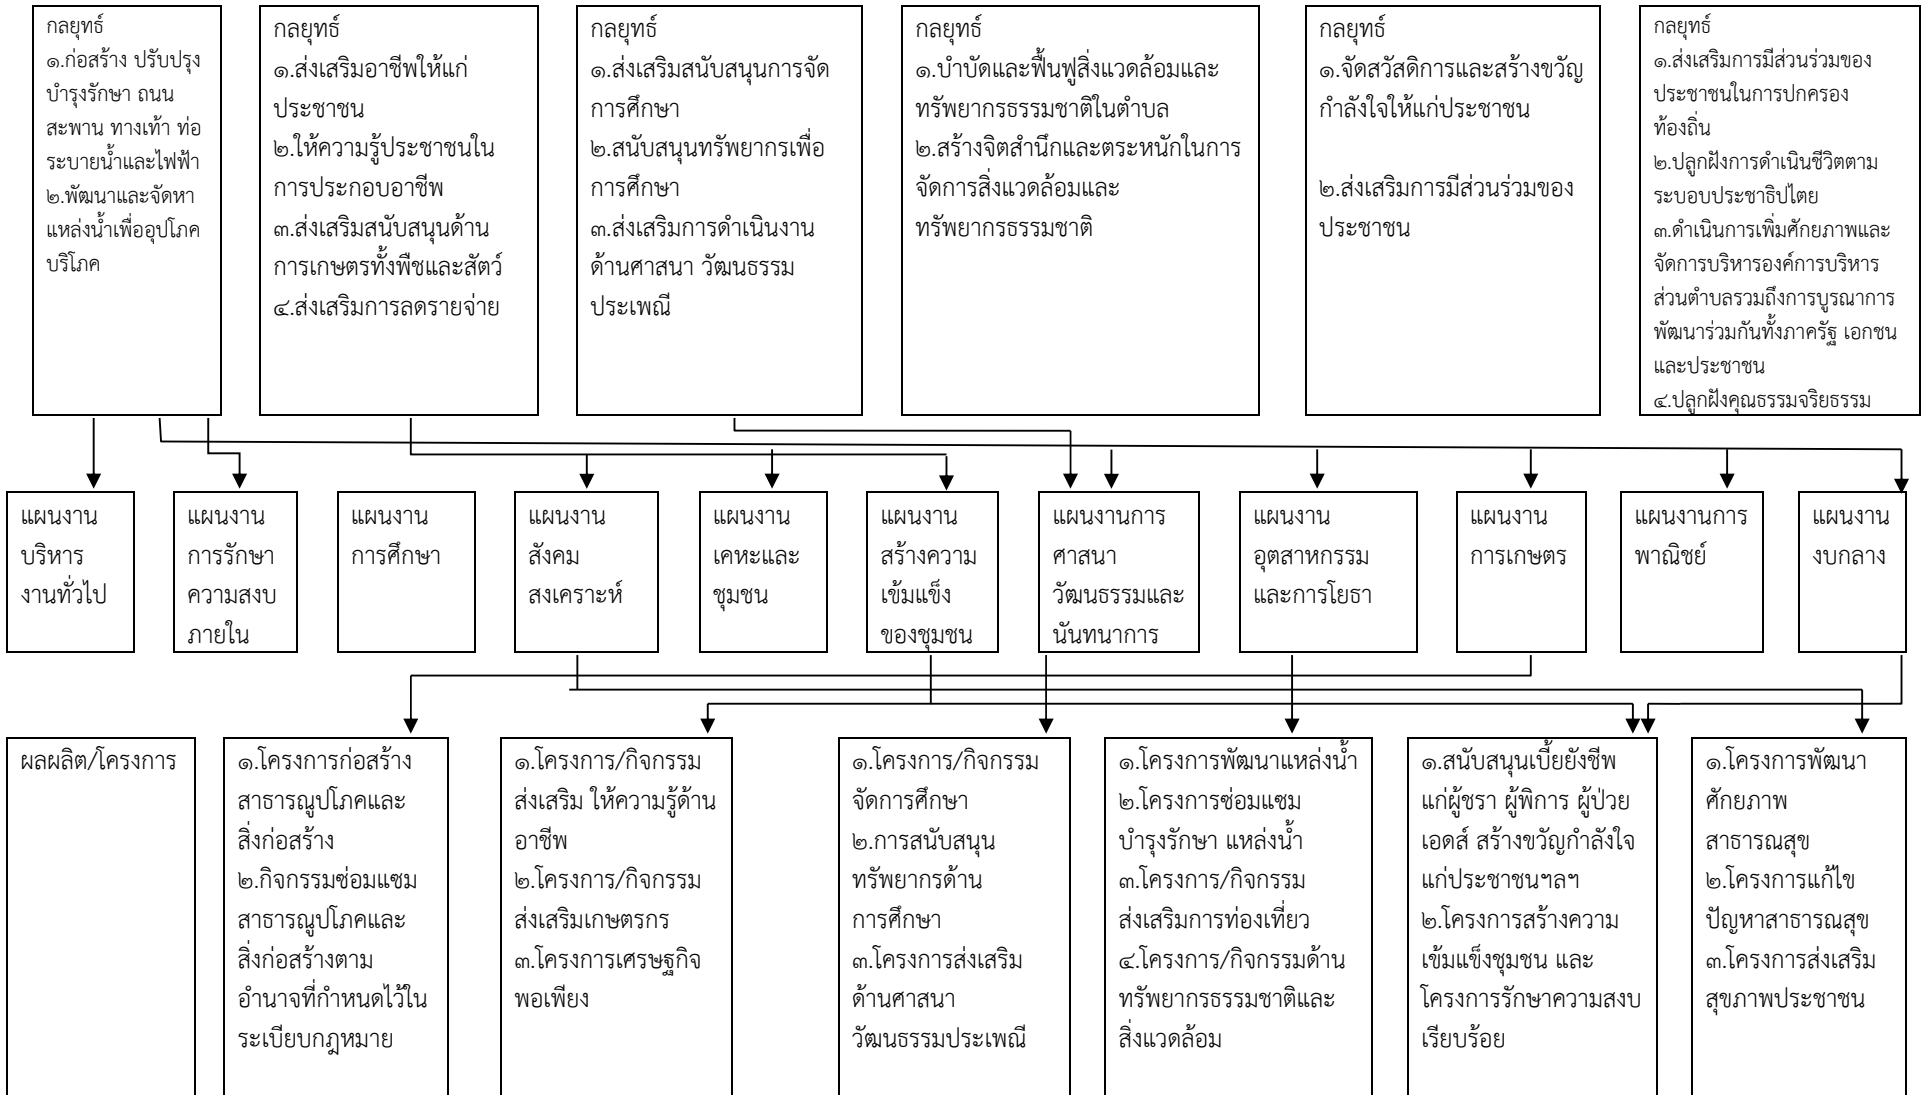 กลยุทธ์
๑.ก่อสร้าง ปรับปรุง
บำรุงรักษา ถนน
สะพาน ทางเท้า ท่อ
ระบายน้ำและไฟฟ้า
๒.พัฒนาและจัดหา
แหล่งน้ำเพื่ออุปโภค
บริโภค
กลยุทธ์
๑.ส่งเสริมอาชีพให้แก่
ประชาชน
๒.ให้ความรู้ประชาชนใน
การประกอบอาชีพ
๓.ส่งเสริมสนับสนุนด้าน
การเกษตรทั้งพืชและสัตว์
๔.ส่งเสริมการลดรายจ่าย
กลยุทธ์
๑.ส่งเสริมสนับสนุนการจัด
การศึกษา
๒.สนับสนุนทรัพยากรเพื่อ
การศึกษา
๓.ส่งเสริมการดำเนินงาน
ด้านศาสนา วัฒนธรรม
ประเพณี
กลยุทธ์
๑.บำบัดและฟื้นฟูสิ่งแวดล้อมและ
ทรัพยากรธรรมชาติในตำบล
๒.สร้างจิตสำนึกและตระหนักในการ
จัดการสิ่งแวดล้อมและ
ทรัพยากรธรรมชาติ
กลยุทธ์
๑.จัดสวัสดิการและสร้างขวัญ
กำลังใจให้แก่ประชาชน
๒.ส่งเสริมการมีส่วนร่วมของ
ประชาชน
กลยุทธ์
๑.ส่งเสริมการมีส่วนร่วมของ
ประชาชนในการปกครอง
ท้องถิ่น
๒.ปลูกฝังการดำเนินชีวิตตาม
ระบอบประชาธิปไตย
๓.ดำเนินการเพิ่มศักยภาพและ
จัดการบริหารองค์การบริหาร
ส่วนตำบลรวมถึงการบูรณาการ
พัฒนาร่วมกันทั้งภาครัฐ เอกชน
และประชาชน
๔.ปลูกฝังคุณธรรมจริยธรรม
แผนงาน
บริหาร
งานทั่วไป
แผนงาน
การรักษา
ความสงบ
ภายใน
แผนงาน
การศึกษา
แผนงาน
สังคม
สงเคราะห์
แผนงาน
เคหะและ
ชุมชน
แผนงาน
สร้างความ
เข้มแข็ง
ของชุมชน
แผนงานการ
ศาสนา
วัฒนธรรมและ
นันทนาการ
แผนงาน
อุตสาหกรรม
และการโยธา
แผนงาน
การเกษตร
แผนงานการ
พาณิชย์
แผนงาน
งบกลาง
ผลผลิต/โครงการ
๑.โครงการก่อสร้าง
สาธารณูปโภคและ
สิ่งก่อสร้าง
๒.กิจกรรมซ่อมแซม
สาธารณูปโภคและ
สิ่งก่อสร้างตาม
อำนาจที่กำหนดไว้ใน
ระเบียบกฎหมาย
๑.โครงการ/กิจกรรม
ส่งเสริม ให้ความรู้ด้าน
อาชีพ
๒.โครงการ/กิจกรรม
ส่งเสริมเกษตรกร
๓.โครงการเศรษฐกิจ
พอเพียง
๑.โครงการ/กิจกรรม
จัดการศึกษา
๒.การสนับสนุน
ทรัพยากรด้าน
การศึกษา
๓.โครงการส่งเสริม
ด้านศาสนา
วัฒนธรรมประเพณี
๑.โครงการพัฒนาแหล่งน้ำ
๒.โครงการซ่อมแซม
บำรุงรักษา แหล่งน้ำ
๓.โครงการ/กิจกรรม
ส่งเสริมการท่องเที่ยว
๔.โครงการ/กิจกรรมด้าน
ทรัพยากรธรรมชาติและ
สิ่งแวดล้อม
๑.สนับสนุนเบี้ยยังชีพ
แก่ผู้ชรา ผู้พิการ ผู้ป่วย
เอดส์ สร้างขวัญกำลังใจ
แก่ประชาชนฯลฯ
๒.โครงการสร้างความ
เข้มแข็งชุมชน และ
โครงการรักษาความสงบ
เรียบร้อย
๑.โครงการพัฒนา
ศักยภาพ
สาธารณสุข
๒.โครงการแก้ไข
ปัญหาสาธารณสุข
๓.โครงการส่งเสริม
สุขภาพประชาชน